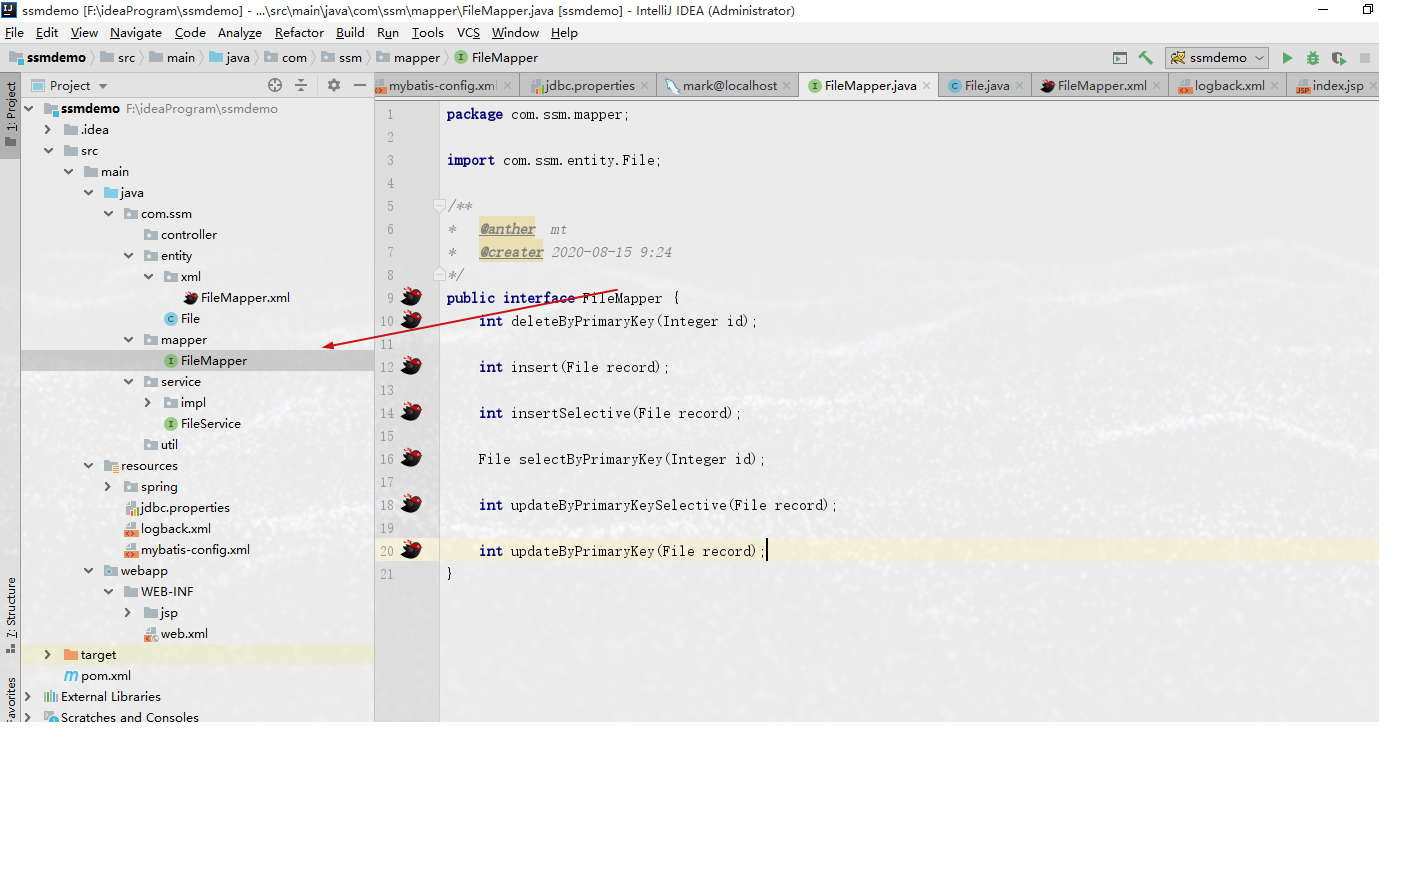 ssmdemo [F:\ideaProgram\ssmdemo] - ...\src\main\java\com\ssm\mapper\FileMapper.java [ssmdemo] - IntelliJ IDEA (Administrator)
File Edit View Navigate Code Analyze Refactor Build Run Tools VCS Window Help
ssmdemo src main java com ssm mapper FileMapper ssmdemo
Project
mybatis-config.xml jdbc.properties mark@localhost FileMapper.java File.java FileMapper.xml logback.xml index.jsp
1: Project
7: Structure
avorites
ssmdemo F:\ideaProgram\ssmdemo
.idea
src
main
java
com.ssm
controller
entity
xml
FileMapper.xml
File
mapper
FileMapper
service
impl
FileService
util
resources
spring
jdbc.properties
logback.xml
mybatis-config.xml
webapp
WEB-INF
jsp
web.xml
target
pom.xml
External Libraries
Scratches and Consoles
1 package com.ssm.mapper;
2
3 import com.ssm.entity.File;
4
5 /**
6 * @anther mt
7 * @creater 2020-08-15 9:24
8 */
9 public interface FileMapper {
10 int deleteByPrimaryKey(Integer id);
11
12 int insert(File record);
13
14 int insertSelective(File record);
15
16 File selectByPrimaryKey(Integer id);
17
18 int updateByPrimaryKeySelective(File record);
19
20 int updateByPrimaryKey(File record);
21 }